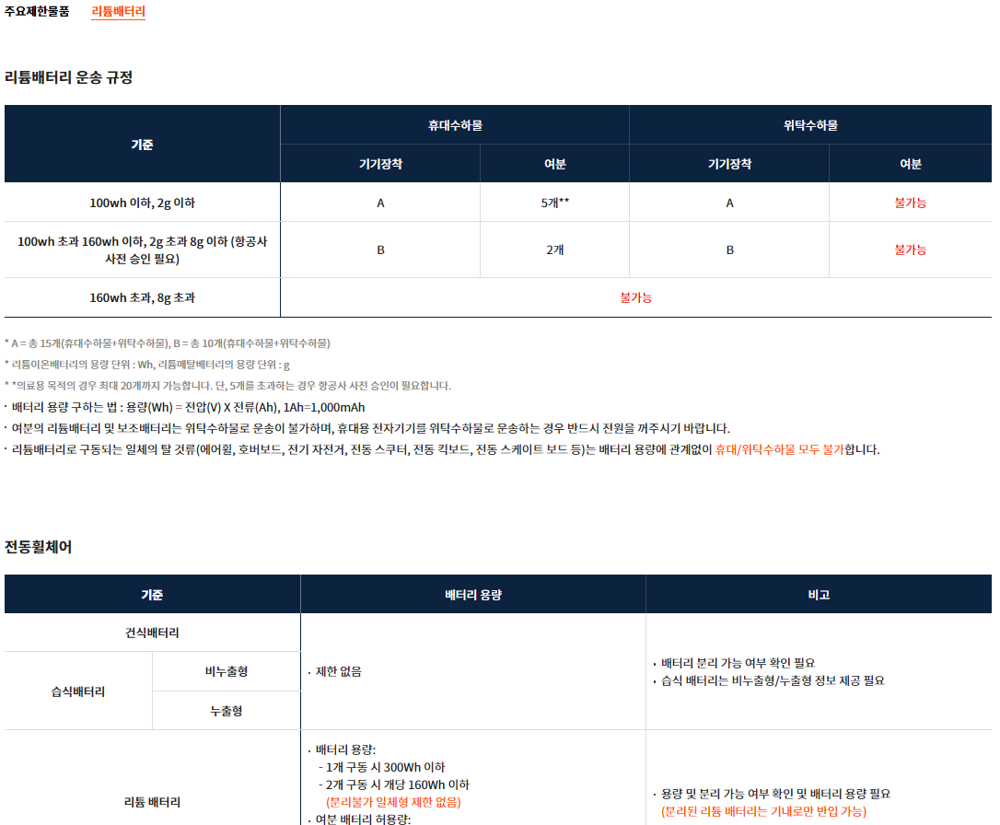 주요제한물품 리튬배터리
리튬배터리 운송 규정
기준 휴대수하물 위탁수하물
기기장착 여분 기기장착 여분
100wh 이하, 2g 이하 A 5개** A 불가능
100wh 초과 160wh 이하, 2g 초과 8g 이하 (항공사
사전 승인 필요) B 2개 B 불가능
160wh 초과, 8g 초과 불가능
* A = 총 15개(휴대수하물+위탁수하물), B = 총 10개(휴대수하물+위탁수하물)
* 리튬이온배터리의 용량 단위 : Wh, 리튬메탈배터리의 용량 단위 : g
* *의료용 목적의 경우 최대 20개까지 가능합니다. 단, 5개를 초과하는 경우 항공사 사전 승인이 필요합니다.
· 배터리 용량 구하는 법 : 용량(Wh) = 전압(V) X 전류(Ah), 1Ah=1,000mAh
· 여분의 리튬배터리 및 보조배터리는 위탁수하물로 운송이 불가하며, 휴대용 전자기기를 위탁수하물로 운송하는 경우 반드시 전원을 꺼주시기 바랍니다.
· 리튬배터리로 구동되는 일체의 탈 것류(에어휠, 호버보드, 전기 자전거, 전동 스쿠터, 전동 킥보드, 전동 스케이트 보드 등)는 배터리 용량에 관계없이 휴대/위탁수하물 모두 불가합니다.
전동휠체어
기준 배터리 용량 비고
건식배터리
습식배터리 비누출형
누출형
· 제한 없음
· 배터리 분리 가능 여부 확인 필요
· 습식 배터리는 비누출형/누출형 정보 제공 필요
리튬 배터리
· 배터리 용량:
- 1개 구동 시 300Wh 이하
- 2개 구동 시 개당 160Wh 이하
(분리불가 일체형 제한 없음)
· 여분 배터리 허용량:
· 용량 및 분리 가능 여부 확인 및 배터리 용량 필요
(분리된 리튬 배터리는 기내로만 반입 가능)